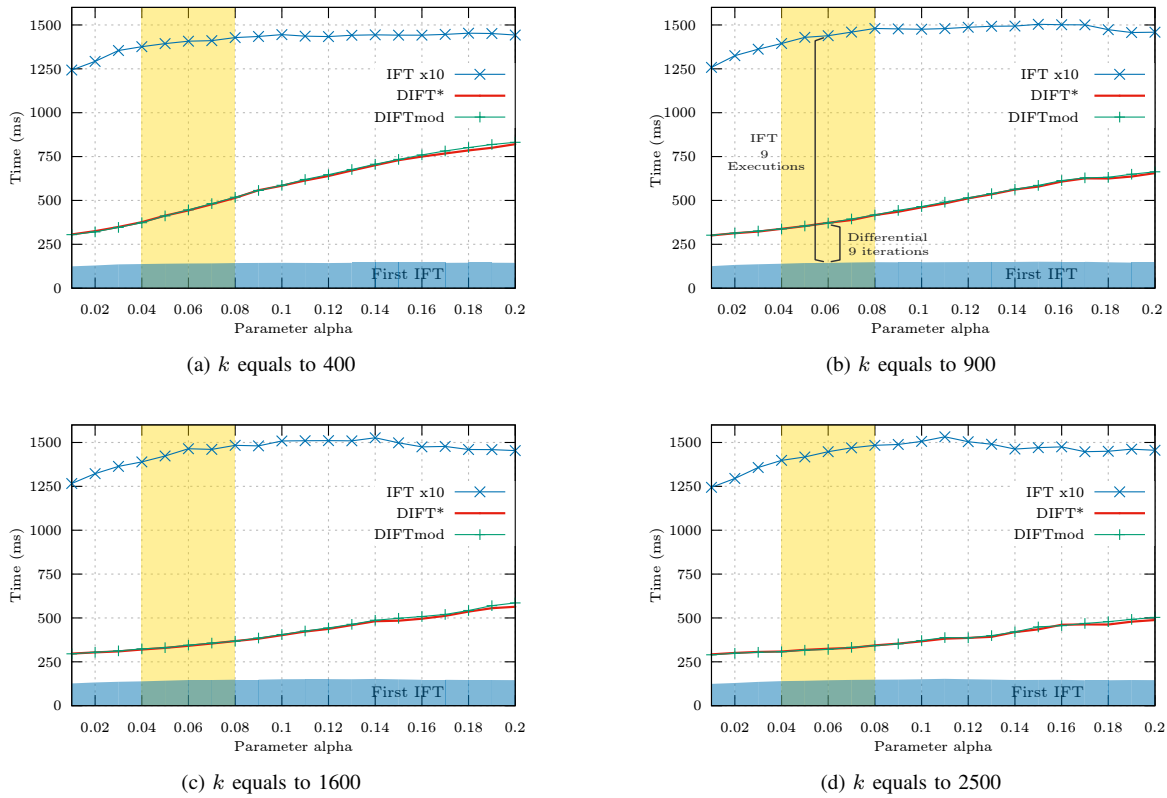 1500
1250
1000
750
500
250
0
Time (ms)
IFT x10
DIFT*
DIFTmod
First IFT
0.02 0.04 0.06 0.08 0.1 0.12 0.14 0.16 0.18 0.2
Parameter alpha
(a) k equals to 400
1500
1250
1000
750
500
250
0
Time (ms)
IFT x10
DIFT*
DIFTmod
IFT
9
Executions
Differential
9 iterations
First IFT
0.02 0.04 0.06 0.08 0.1 0.12 0.14 0.16 0.18 0.2
Parameter alpha
(b) k equals to 900
1500
1250
1000
750
500
250
0
Time (ms)
IFT x10
DIFT*
DIFTmod
First IFT
0.02 0.04 0.06 0.08 0.1 0.12 0.14 0.16 0.18 0.2
Parameter alpha
(c) k equals to 1600
1500
1250
1000
750
500
250
0
Time (ms)
IFT x10
DIFT*
DIFTmod
First IFT
0.02 0.04 0.06 0.08 0.1 0.12 0.14 0.16 0.18 0.2
Parameter alpha
(d) k equals to 2500